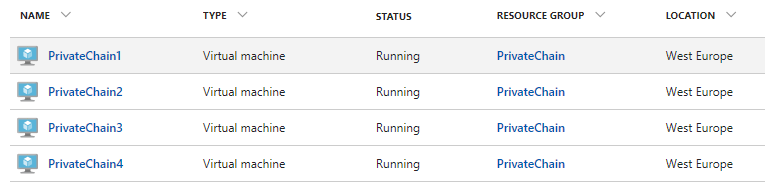 NAME TYPE STATUS RESOURCE GROUP LOCATION
PrivateChain1 Virtual machine Running PrivateChain West Europe
PrivateChain2 Virtual machine Running PrivateChain West Europe
PrivateChain3 Virtual machine Running PrivateChain West Europe
PrivateChain4 Virtual machine Running PrivateChain West Europe